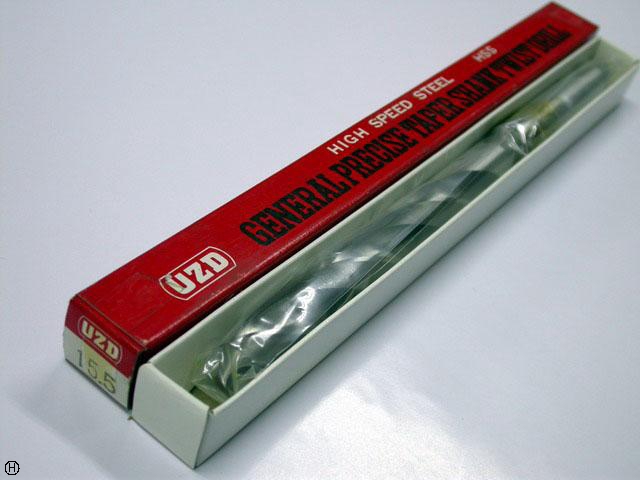 HIGH SPEED STEEL HSS
GENERAL PRECISE TAPER SHANK TWIST DRILL
UZD
UZD
15.5
H